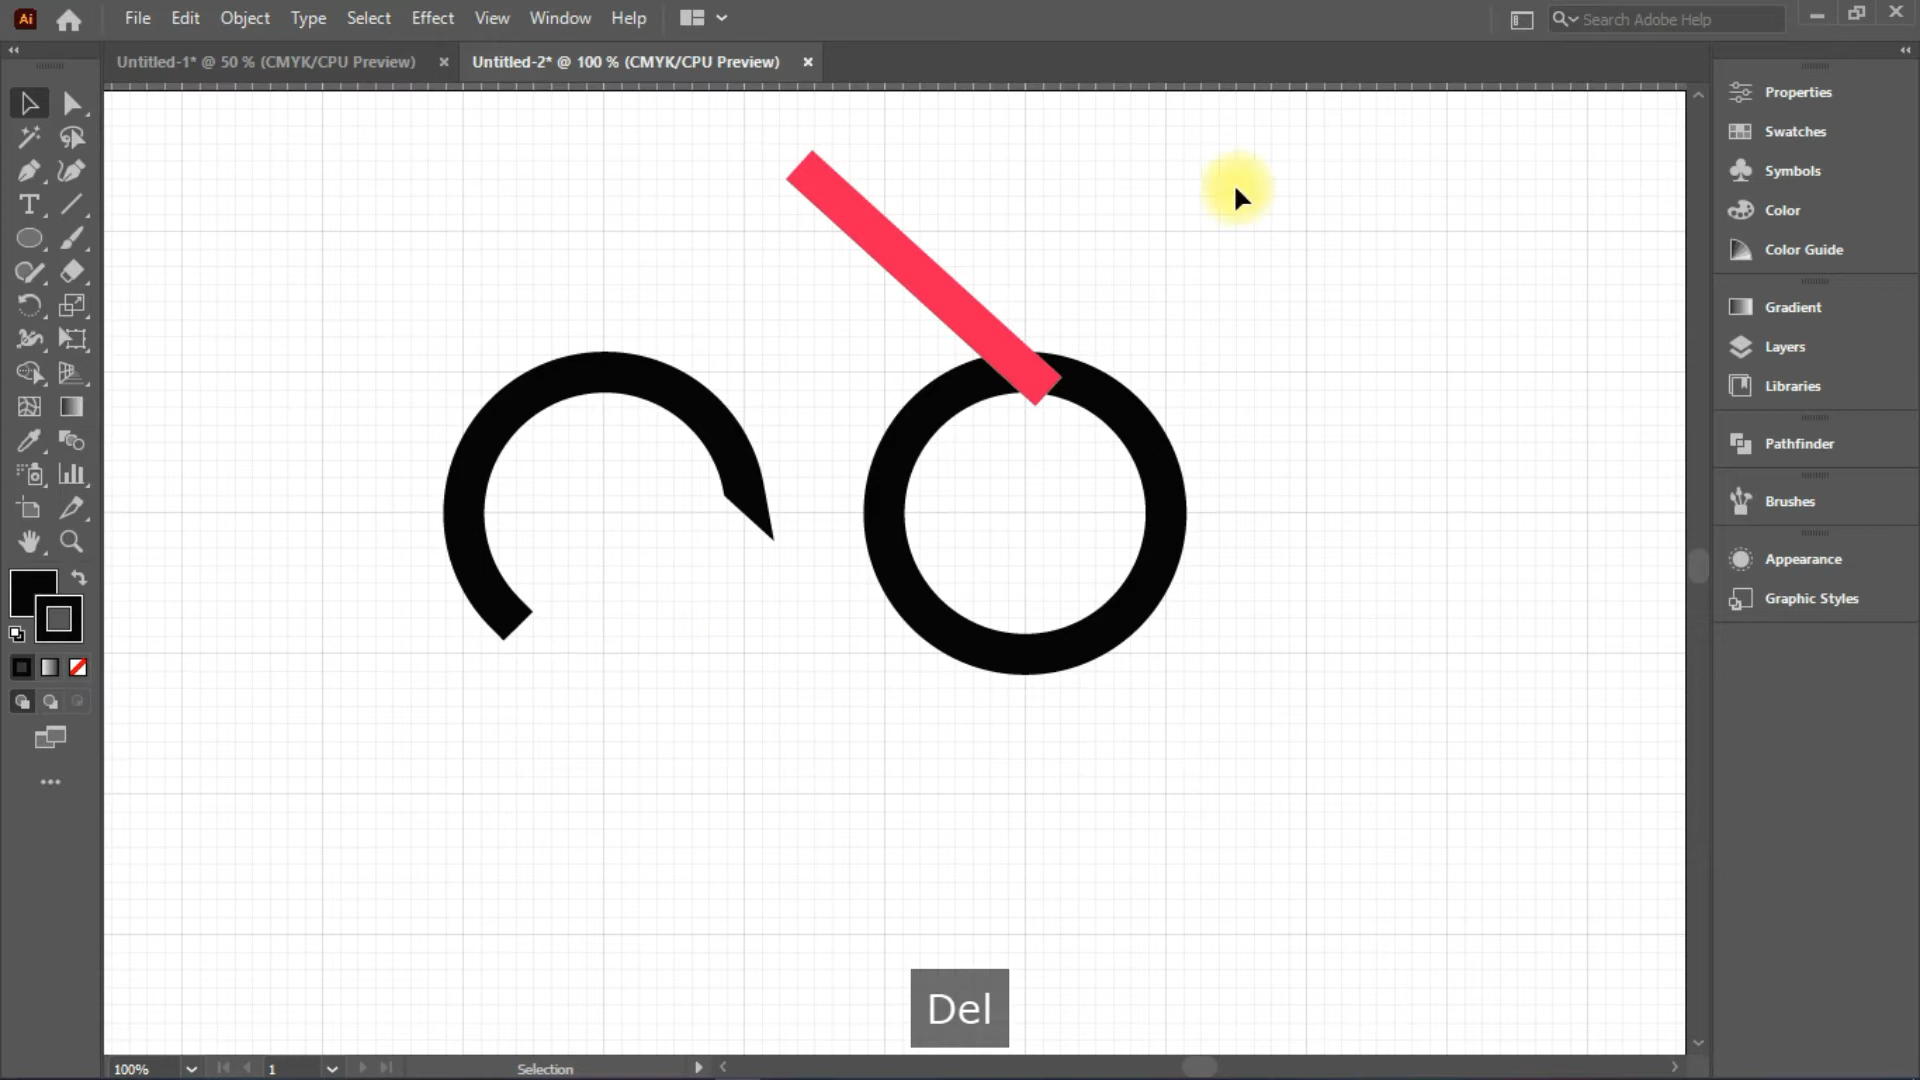 Ai
File Edit Object Type Select Effect View Window Help
Search Adobe Help
Untitled-1* @ 50 % (CMYK/CPU Preview) ×
Untitled-2* @ 100 % (CMYK/CPU Preview) ×
Properties
Swatches
Symbols
Color
Color Guide
Gradient
Layers
Libraries
Pathfinder
Brushes
Appearance
Graphic Styles
T
Del
100%
1
Selection